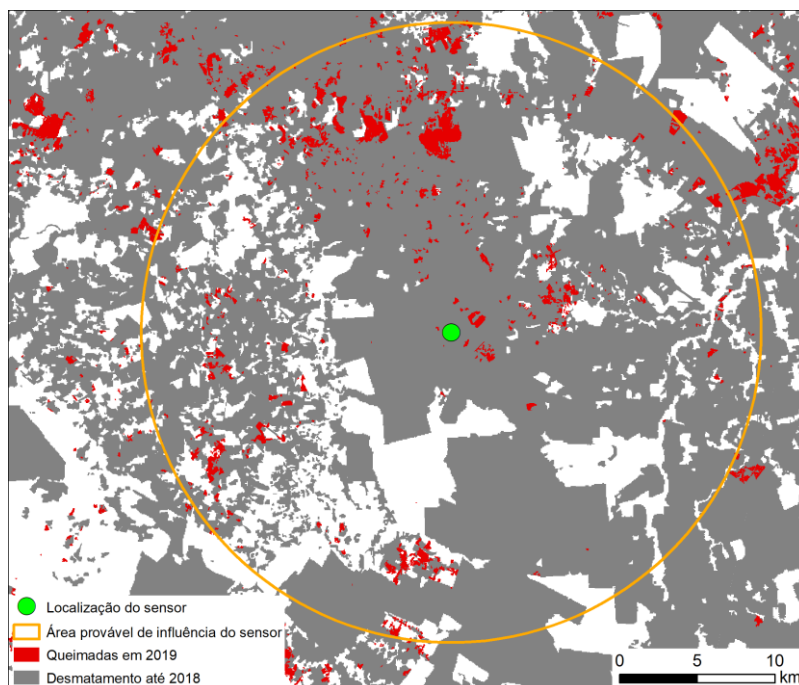 Localização do sensor
Área provável de influência do sensor
Queimadas em 2019
Desmatamento até 2018
0 5 10
km